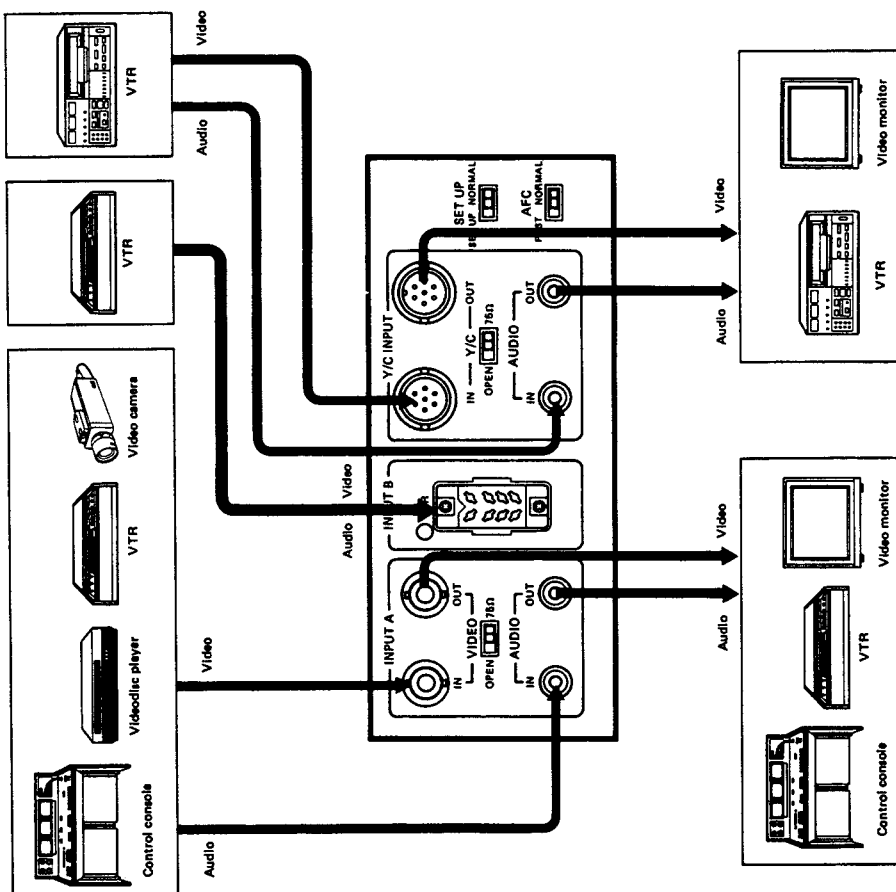 Control console
Videodisc player
VTR
Video camera
VTR
VTR
Audio
Video
Audio Video
Audio
Video
INPUT A
IN VIDEO OUT
OPEN 75Ω
AUDIO
IN OUT
INPUT B
Y/C INPUT
IN Y/C OUT
OPEN 75Ω
AUDIO
IN OUT
SET UP
UP NORMAL
AFC
NORMAL
Audio
Video
Audio
Video
Control console
VTR
Video monitor
VTR
Video monitor